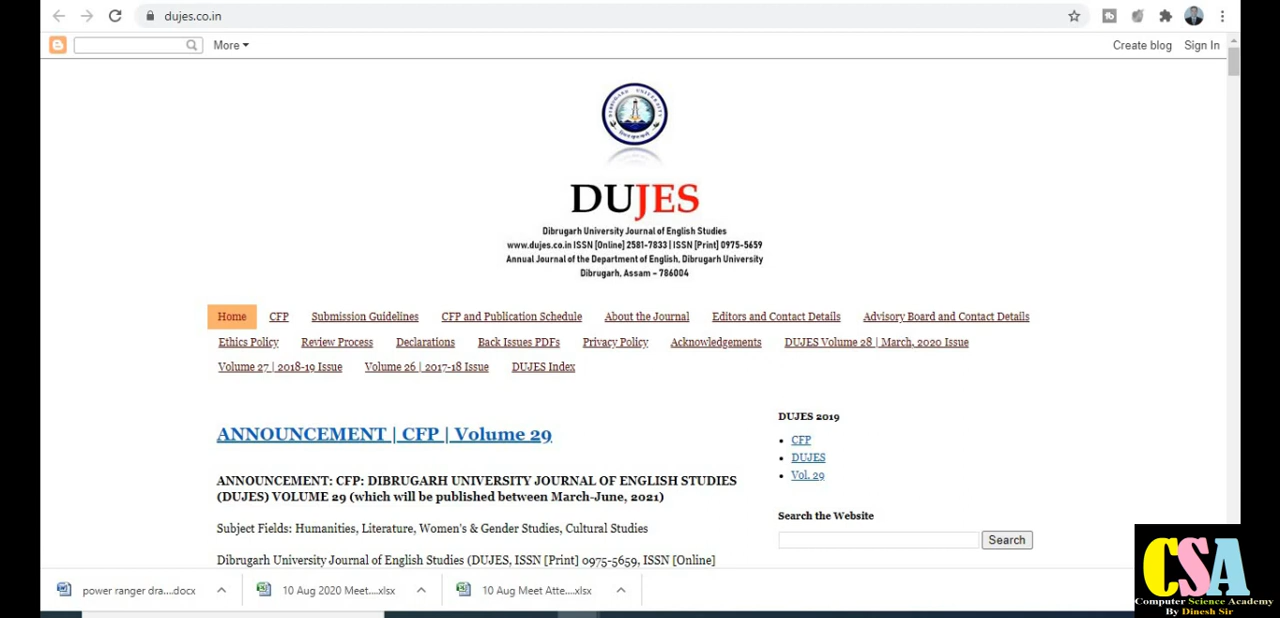 dujes.co.in
More
Create blog Sign In
DIBRUGARH UNIVERSITY
DUJES
Dibrugarh University Journal of English Studies
www.dujes.co.in ISSN [Online] 2581-7833 | ISSN [Print] 0975-5659
Annual Journal of the Department of English, Dibrugarh University
Dibrugarh, Assam – 786004
Home CFP Submission Guidelines CFP and Publication Schedule About the Journal Editors and Contact Details Advisory Board and Contact Details
Ethics Policy Review Process Declarations Back Issues PDFs Privacy Policy Acknowledgements DUJES Volume 28 | March, 2020 Issue
Volume 27 | 2018-19 Issue Volume 26 | 2017-18 Issue DUJES Index
ANNOUNCEMENT | CFP | Volume 29
ANNOUNCEMENT: CFP: DIBRUGARH UNIVERSITY JOURNAL OF ENGLISH STUDIES
(DUJES) VOLUME 29 (which will be published between March-June, 2021)
Subject Fields: Humanities, Literature, Women's & Gender Studies, Cultural Studies
Dibrugarh University Journal of English Studies (DUJES, ISSN [Print] 0975-5659, ISSN [Online]
DUJES 2019
CFP
DUJES
Vol. 29
Search the Website
Search
power ranger dra....docx 10 Aug 2020 Meet....xlsx 10 Aug Meet Atte....xlsx
CSA
Computer Science Academy
By Dinesh Sir